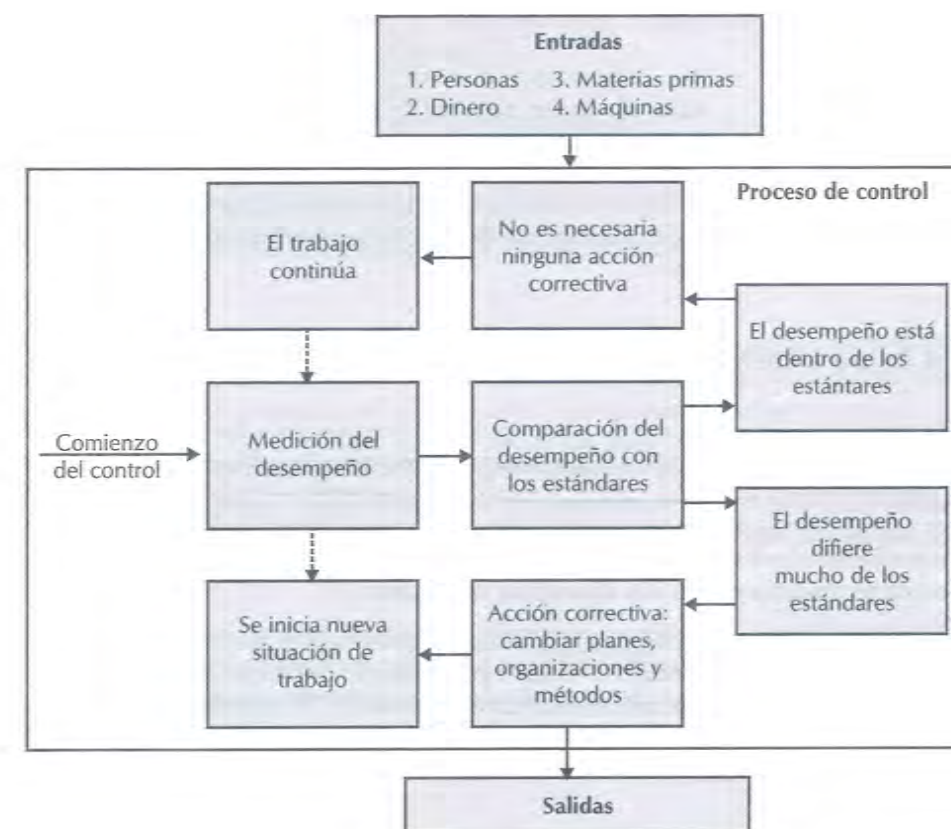 Entradas
1. Personas
3. Materias primas
2. Dinero
4. Máquinas
Proceso de control
El trabajo
continúa
No es necesaria
ninguna acción
correctiva
El desempeño está
dentro de los
estántares
Comienzo
del control
Medición del
desempeño
Comparación del
desempeño con
los estándares
El desempeño
difiere
mucho de los
estándares
Se inicia nueva
situación de
trabajo
Acción correctiva:
cambiar planes,
organizaciones y
métodos
Salidas